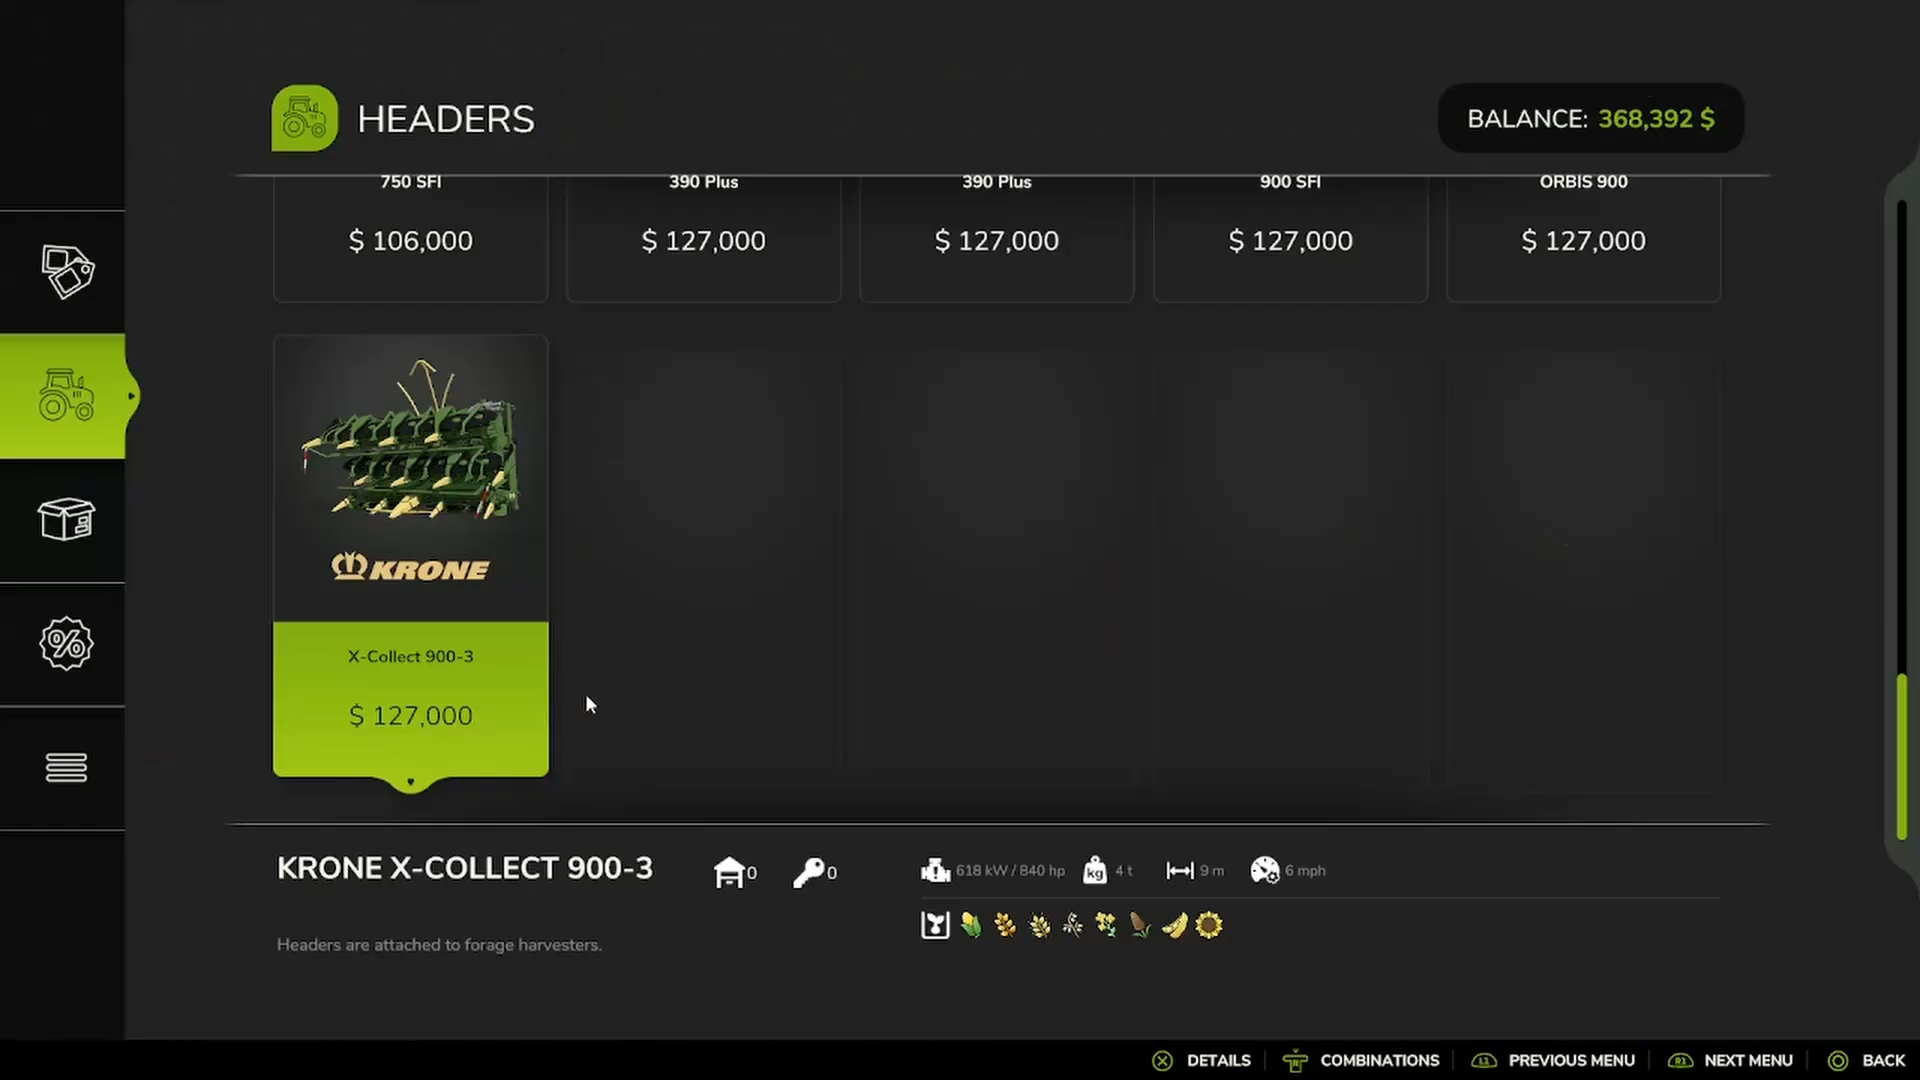 HEADERS
BALANCE: 368,392 $
750 SFI
390 Plus
390 Plus
900 SFI
ORBIS 900
$ 106,000
$ 127,000
$ 127,000
$ 127,000
$ 127,000
KRONE
X-Collect 900-3
$ 127,000
KRONE X-COLLECT 900-3
0
0
618 kW / 840 hp
kg
4 t
9 m
6 mph
Headers are attached to forage harvesters.
DETAILS
COMBINATIONS
L1
PREVIOUS MENU
R1
NEXT MENU
BACK